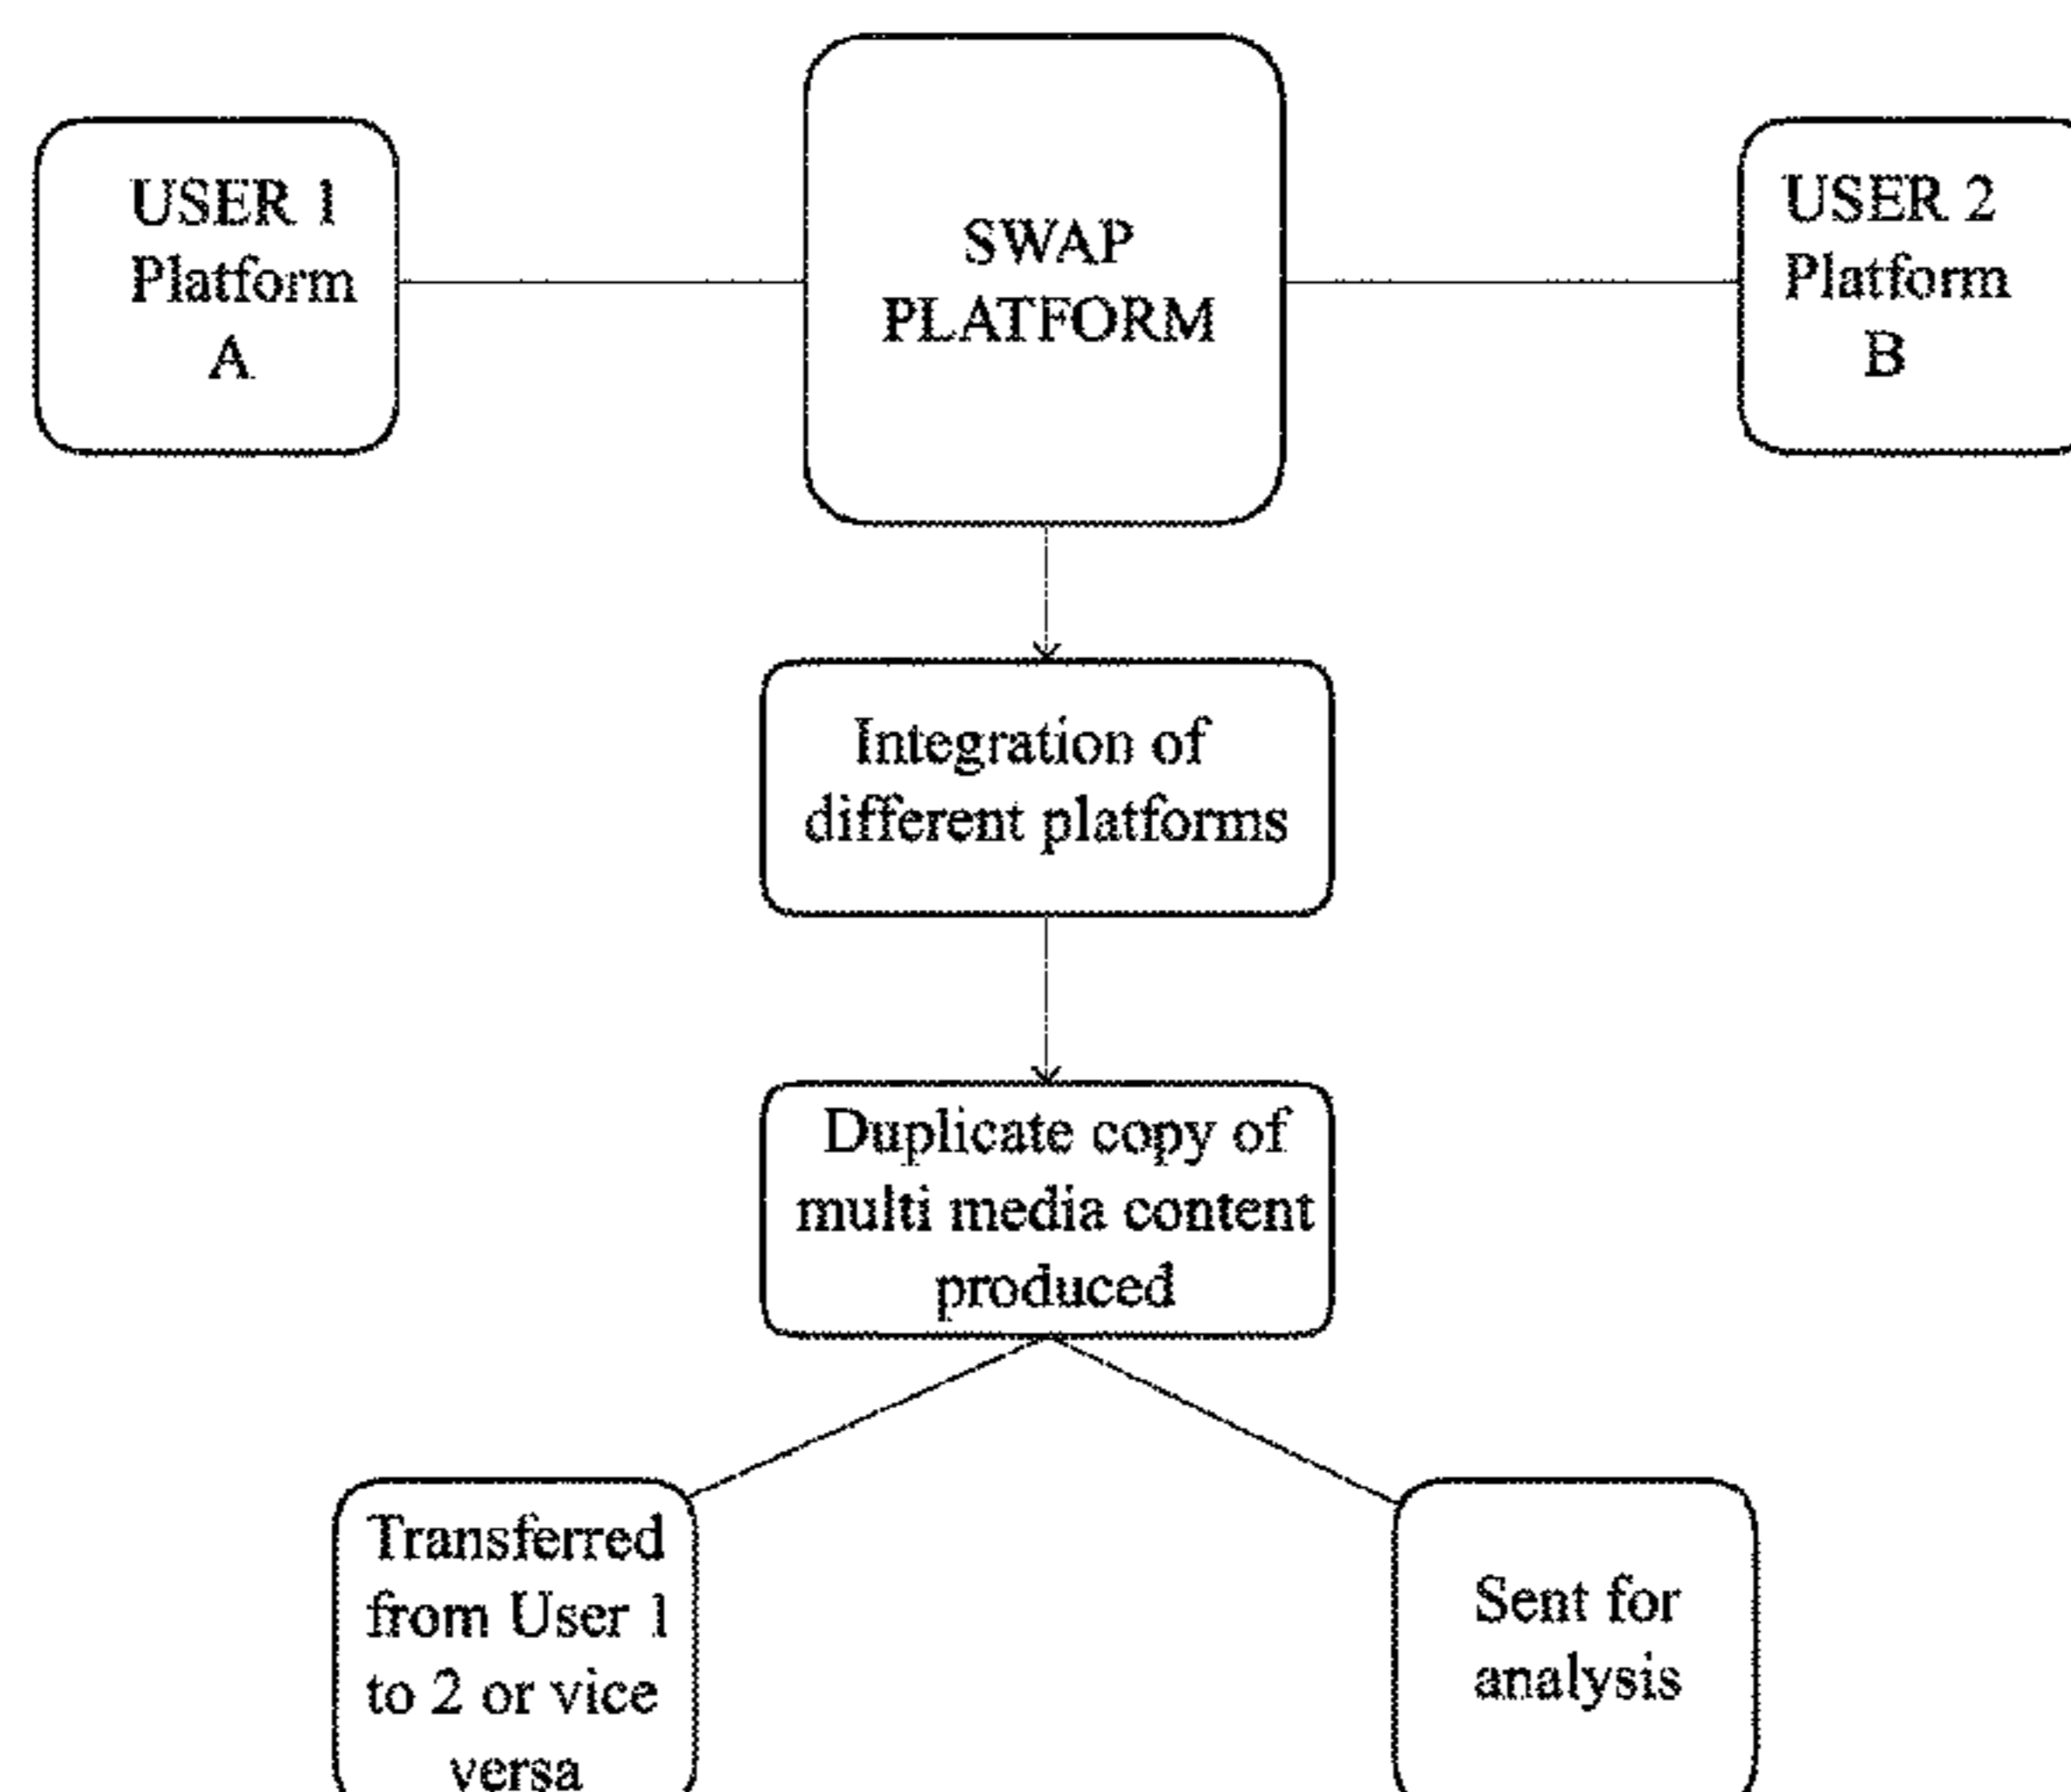 USER 1
Platform
A
SWAP
PLATFORM
USER 2
Platform
B
Integration of
different platforms
Duplicate copy of
multi media content
produced
Transferred
from User 1
to 2 or vice
versa
Sent for
analysis